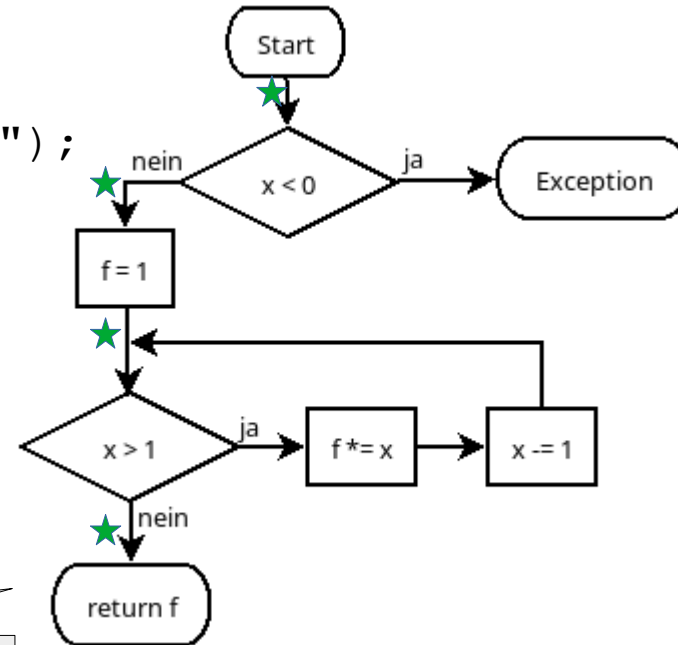 Start
");
nein
ja
x < 0
Exception
f = 1
x > 1
ja
f *= x
x -= 1
nein
return f